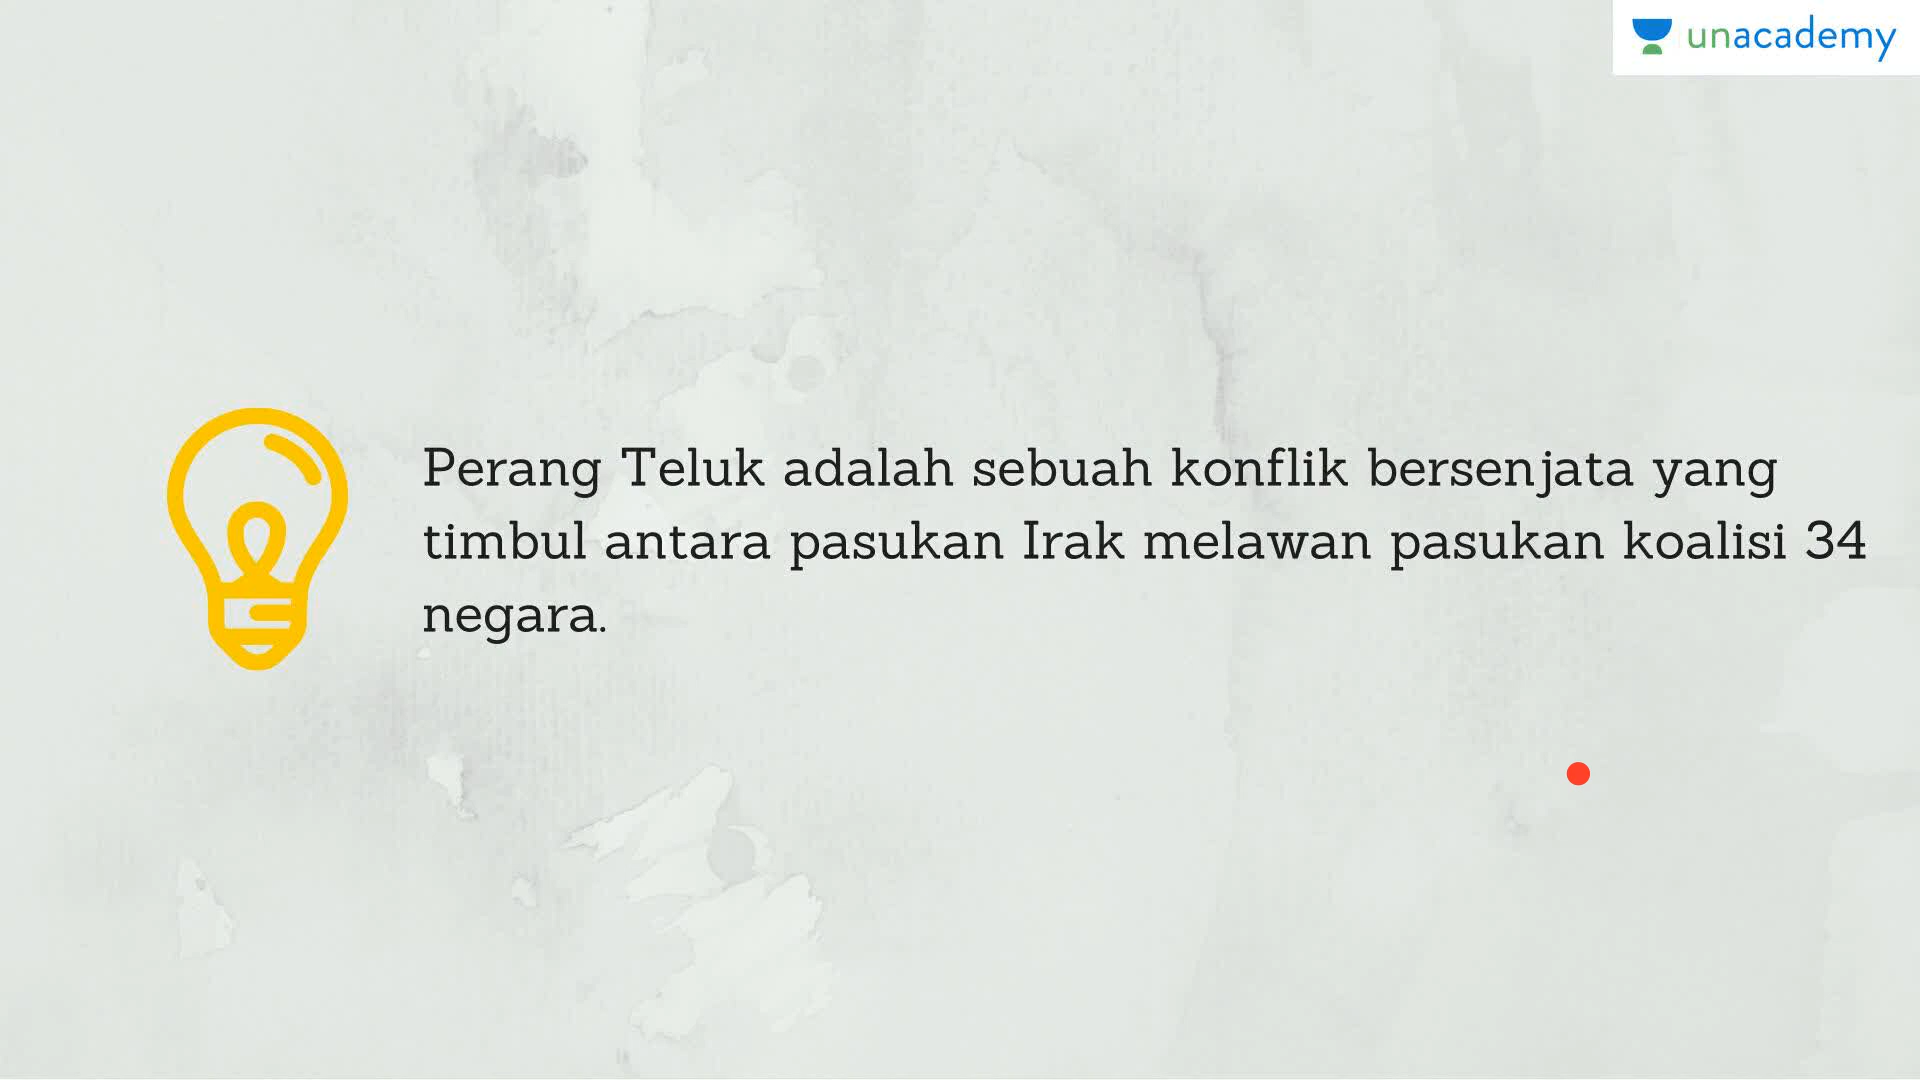 unacademy
Perang Teluk adalah sebuah konflik bersenjata yang
timbul antara pasukan Irak melawan pasukan koalisi 34
negara.